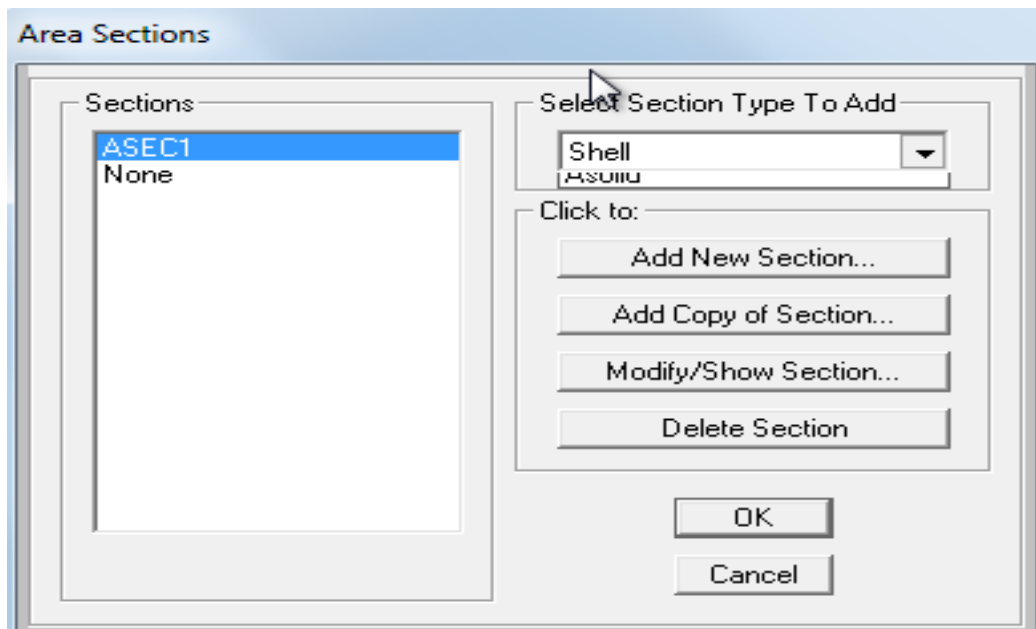 Area Sections
Sections
ASEC1
None
Select Section Type To Add
Shell
Asolid
Click to:
Add New Section...
Add Copy of Section...
Modify/Show Section...
Delete Section
OK
Cancel